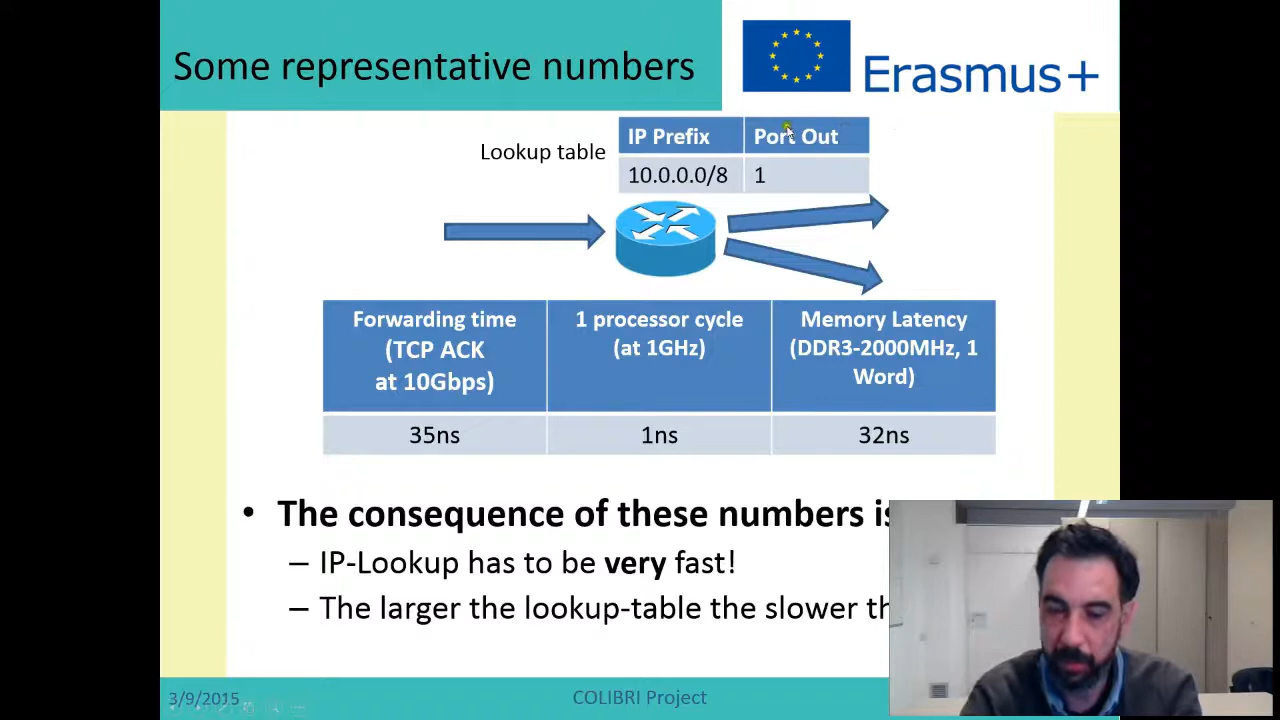 Some representative numbers
Erasmus+
Lookup table
IP Prefix Port Out
10.0.0.0/8 1
Forwarding time
(TCP ACK
at 10Gbps)
1 processor cycle
(at 1GHz)
Memory Latency
(DDR3-2000MHz, 1
Word)
35ns 1ns 32ns
• The consequence of these numbers is
– IP-Lookup has to be very fast!
– The larger the lookup-table the slower th
3/9/2015 COLIBRI Project